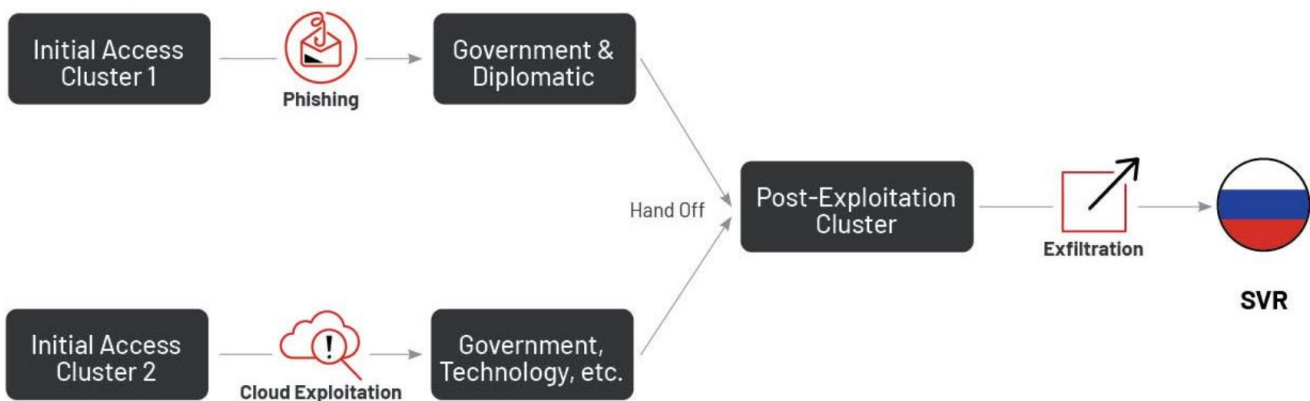 Initial Access
Cluster 1
Phishing
Government &
Diplomatic
Hand Off
Post-Exploitation
Cluster
Exfiltration
SVR
Initial Access
Cluster 2
Cloud Exploitation
Government,
Technology, etc.